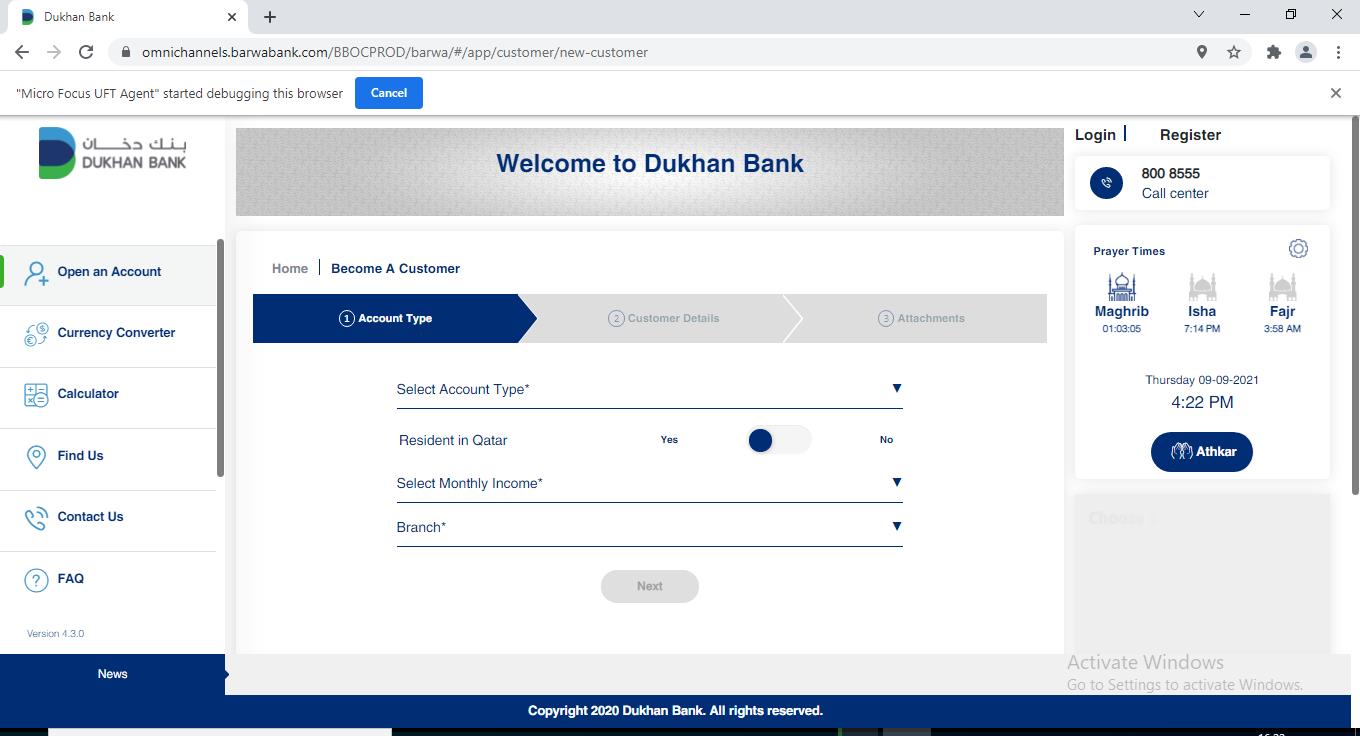 Dukhan Bank
omnichannels.barwabank.com/BBOCPROD/barwa/#/app/customer/new-customer
"Micro Focus UFT Agent" started debugging this browser
Cancel
بنك دخان
DUKHAN BANK
Welcome to Dukhan Bank
Login
Register
800 8555
Call center
Open an Account
Currency Converter
Calculator
Find Us
Contact Us
FAQ
Version 4.3.0
News
Home
Become A Customer
1 Account Type
2 Customer Details
3 Attachments
Select Account Type*
Resident in Qatar Yes No
Select Monthly Income*
Branch*
Next
Prayer Times
Maghrib Isha Fajr
01:03:05 7:14 PM 3:58 AM
Thursday 09-09-2021
4:22 PM
Athkar
Choose
Activate Windows
Go to Settings to activate Windows.
Copyright 2020 Dukhan Bank. All rights reserved.